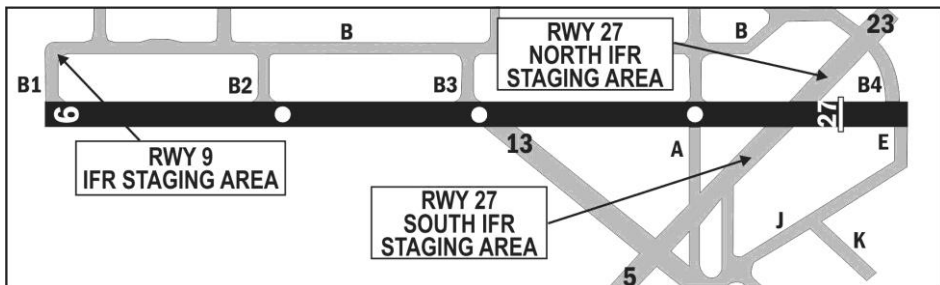 B
RWY 27
NORTH IFR
STAGING AREA
B
23
B1
B2
B3
B4
9
27
13
A
E
RWY 9
IFR STAGING AREA
RWY 27
SOUTH IFR
STAGING AREA
J
K
5